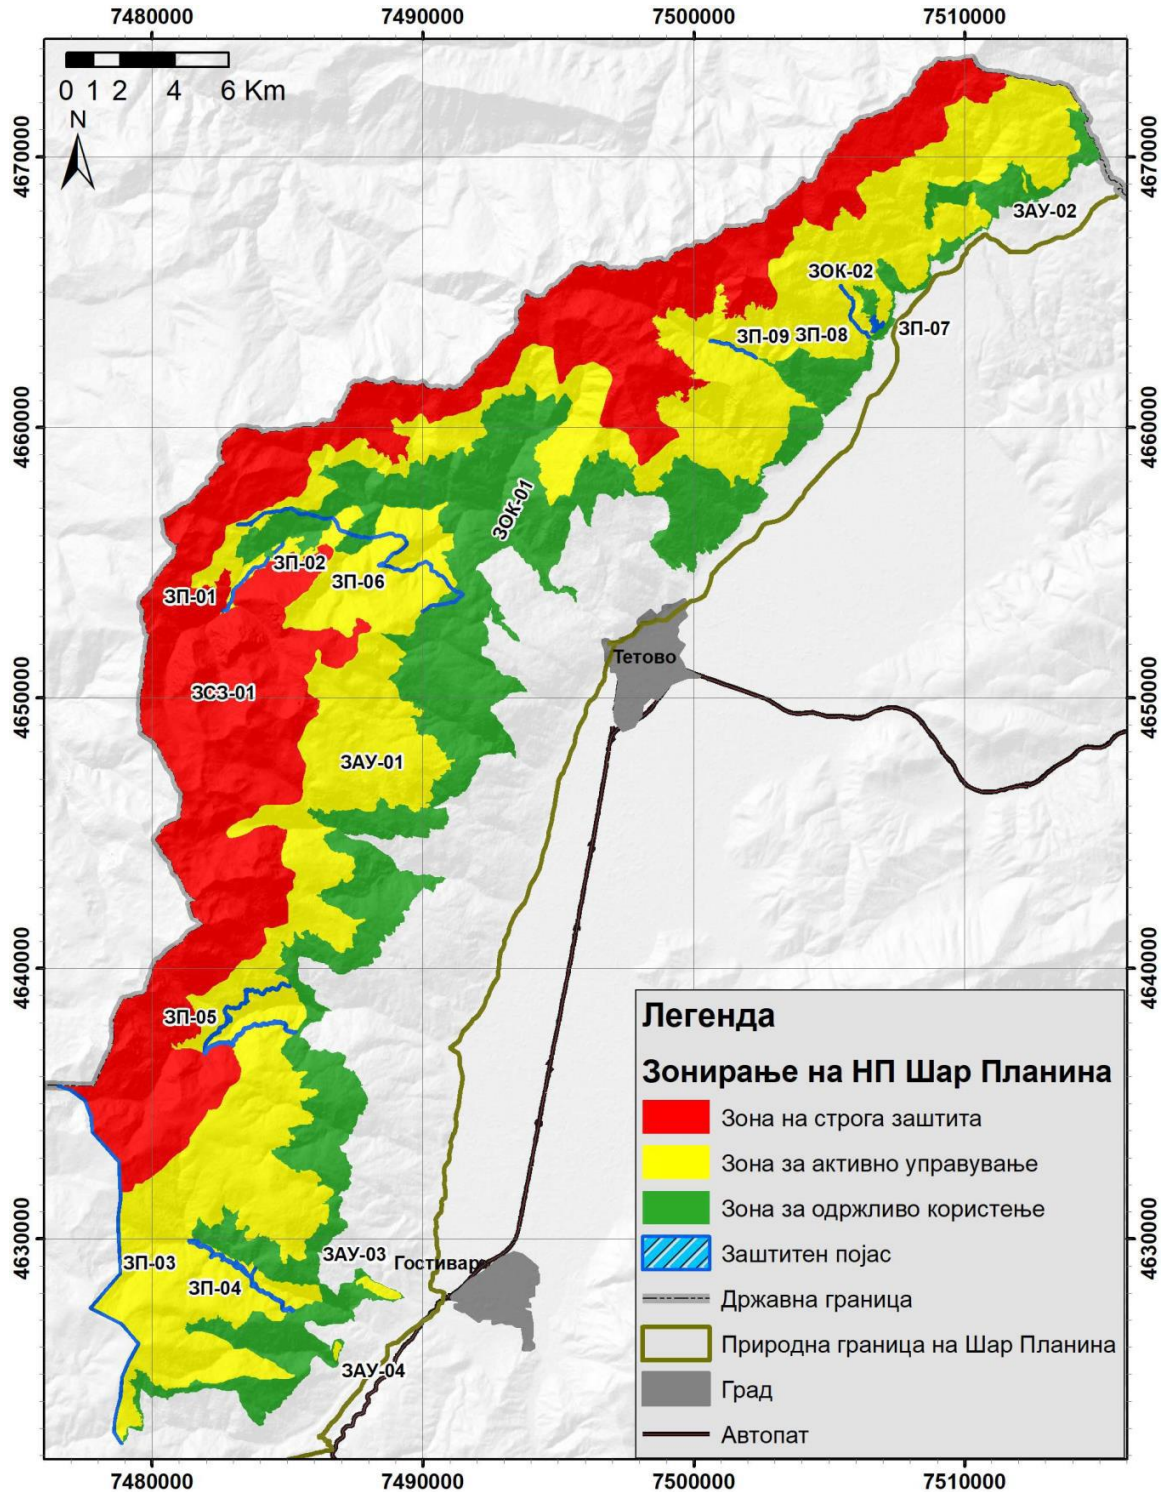 7480000 7490000 7500000 7510000
0 1 2 4 6 Km
N
4670000 4670000
ЗАУ-02
ЗОК-02
ЗП-09 ЗП-08 ЗП-07
4660000 4660000
ЗОК-01
ЗП-02
ЗП-06
ЗП-01
Тетово
ЗСЗ-01
4650000 4650000
ЗАУ-01
4640000 4640000
ЗП-05
Легенда
Зонирање на НП Шар Планина
Зона на строга заштита
Зона за активно управување
Зона за одржливо користење
Заштитен појас
Државна граница
Природна граница на Шар Планина
Град
Автопат
4630000 4630000
ЗАУ-03
ЗП-03
Гостивар
ЗП-04
ЗАУ-04
7480000 7490000 7500000 7510000